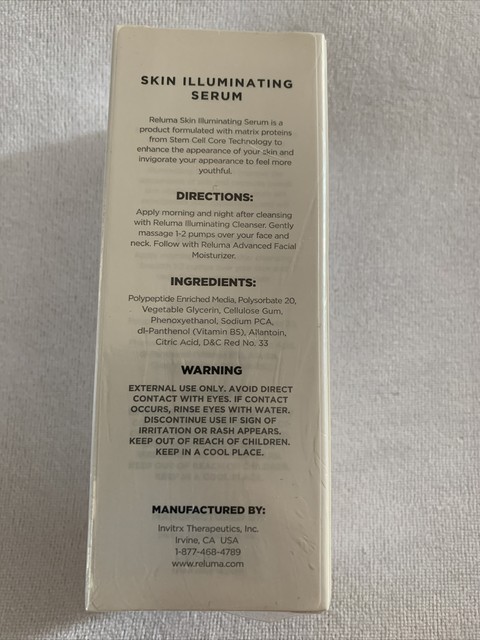 SKIN ILLUMINATING
SERUM
Reluma Skin Illuminating Serum is a
product formulated with matrix proteins
from Stem Cell Core Technology to
enhance the appearance of your skin and
invigorate your appearance to feel more
youthful.
DIRECTIONS:
Apply morning and night after cleansing
with Reluma Illuminating Cleanser. Gently
massage 1-2 pumps over your face and
neck. Follow with Reluma Advanced Facial
Moisturizer.
INGREDIENTS:
Polypeptide Enriched Media, Polysorbate 20,
Vegetable Glycerin, Cellulose Gum,
Phenoxyethanol, Sodium PCA,
dl-Panthenol (Vitamin B5), Allantoin,
Citric Acid, D&C Red No. 33
WARNING
EXTERNAL USE ONLY. AVOID DIRECT
CONTACT WITH EYES. IF CONTACT
OCCURS, RINSE EYES WITH WATER.
DISCONTINUE USE IF SIGN OF
IRRITATION OR RASH APPEARS.
KEEP OUT OF REACH OF CHILDREN.
KEEP IN A COOL PLACE.
MANUFACTURED BY:
Invitrx Therapeutics, Inc.
Irvine, CA USA
1-877-468-4789
www.reluma.com